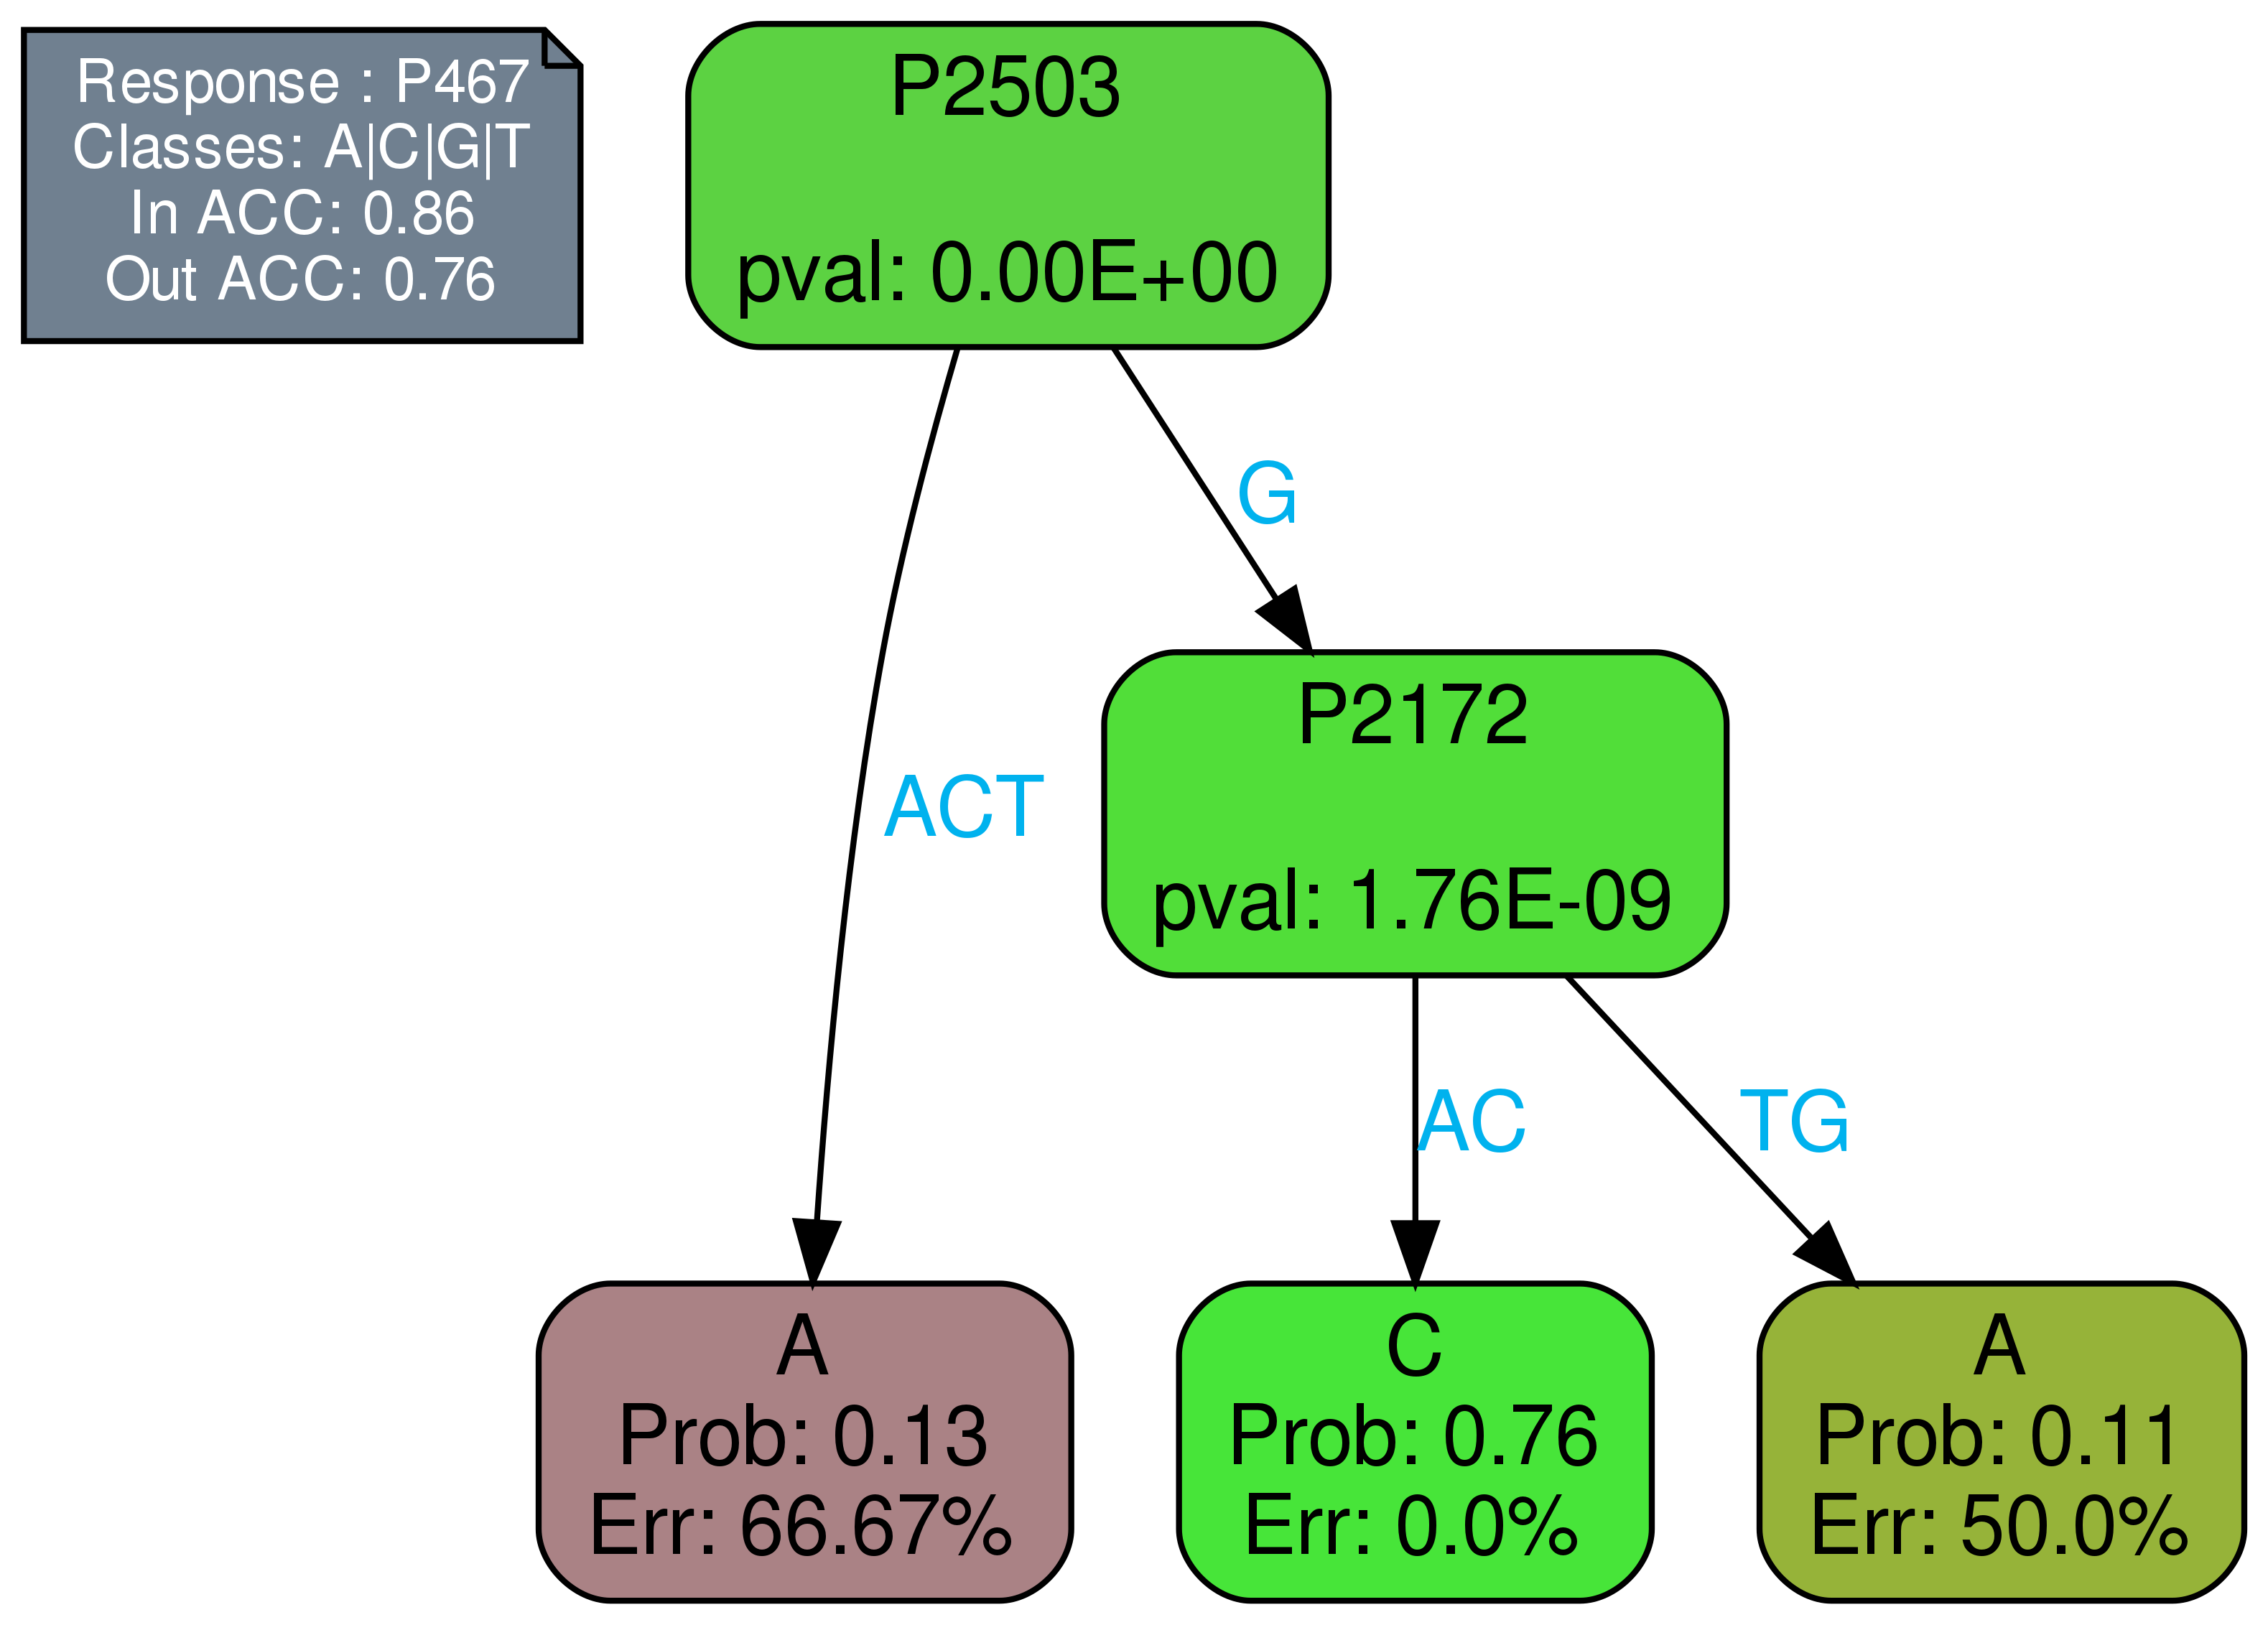 Response : P467
Classes: A|C|G|T
In ACC: 0.86
Out ACC: 0.76
P2503
pval: 0.00E+00
G
P2172
pval: 1.76E-09
ACT
AC
TG
A
Prob: 0.13
Err: 66.67%
C
Prob: 0.76
Err: 0.0%
A
Prob: 0.11
Err: 50.0%